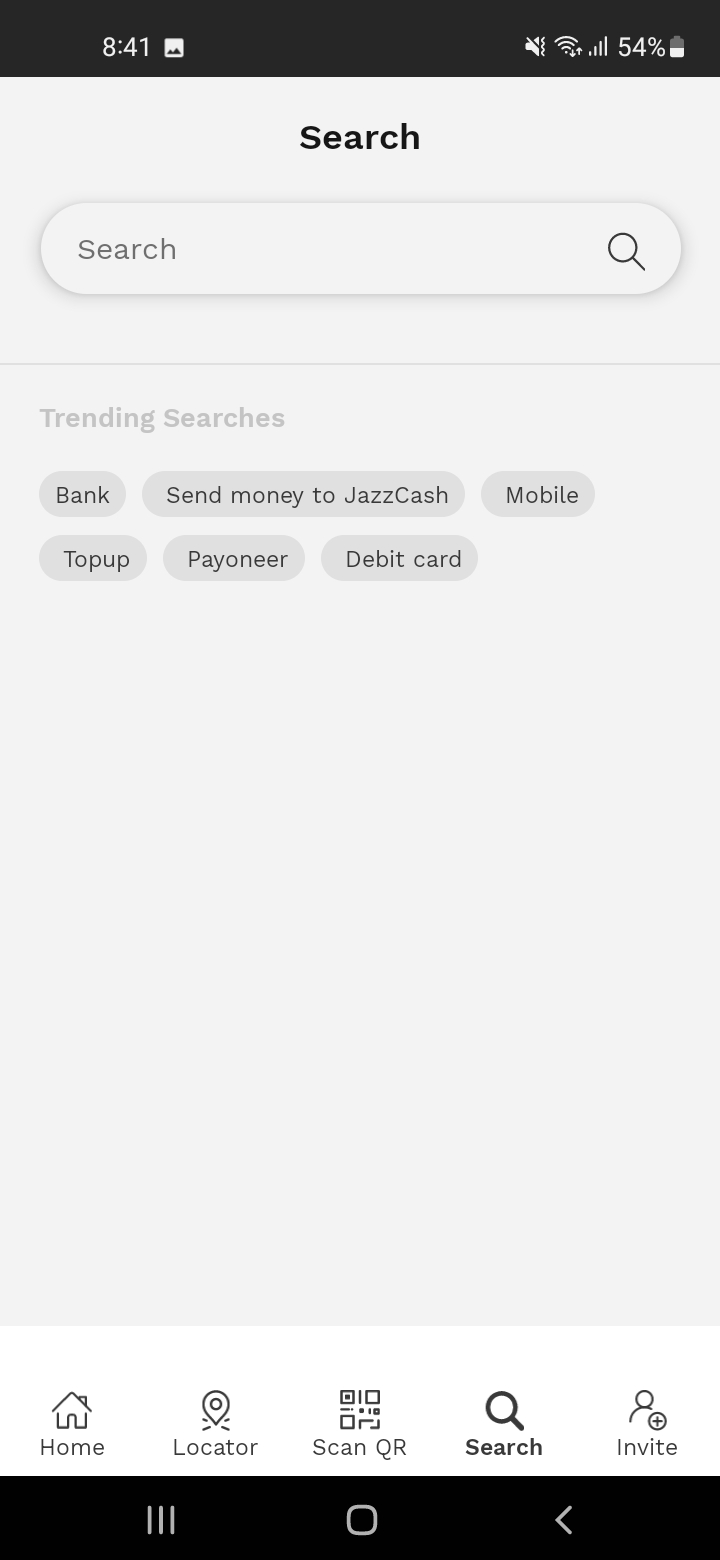 8:41 54%
Search
Search
Trending Searches
Bank Send money to JazzCash Mobile
Topup Payoneer Debit card
Home Locator Scan QR Search Invite